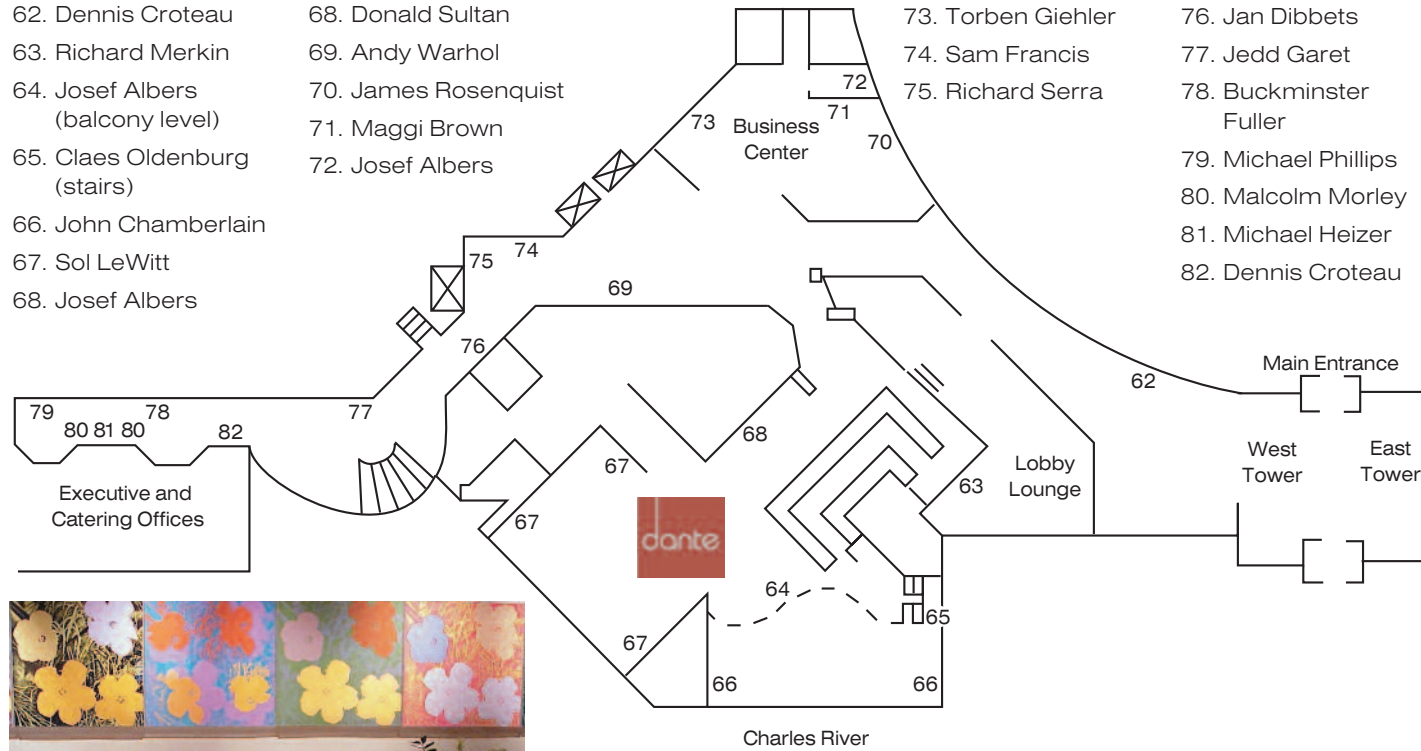 62. Dennis Croteau
63. Richard Merkin
64. Josef Albers
(balcony level)
65. Claes Oldenburg
(stairs)
66. John Chamberlain
67. Sol LeWitt
68. Josef Albers
68. Donald Sultan
69. Andy Warhol
70. James Rosenquist
71. Maggi Brown
72. Josef Albers
73. Torben Giehler
74. Sam Francis
75. Richard Serra
76. Jan Dibbets
77. Jedd Garet
78. Buckminster
Fuller
79. Michael Phillips
80. Malcolm Morley
81. Michael Heizer
82. Dennis Croteau
72
71
73
Business
Center
70
74
75
69
76
Main Entrance
62
79
78
77
80 81 80
82
68
67
West
Tower
East
Tower
Lobby
Lounge
63
Executive and
Catering Offices
67
dante
64
65
67
66
66
Charles River